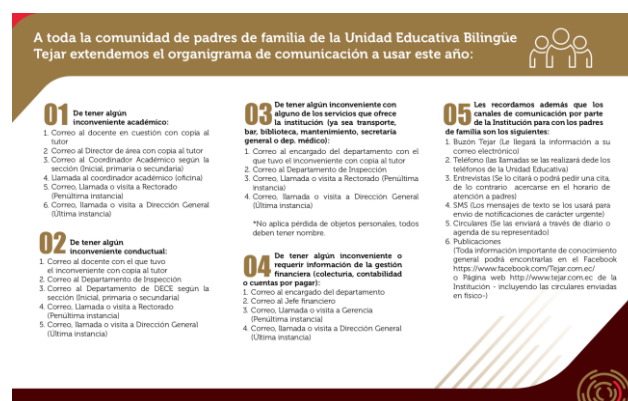 A toda la comunidad de padres de familia de la Unidad Educativa Bilingüe
Tejar extendemos el organigrama de comunicación a usar este año:
01 De tener algún
inconveniente académico:
1. Correo al docente en cuestión con copia al
tutor
2. Correo al Director de área con copia al tutor
3. Correo al Coordinador Académico según la
sección (Inicial, primaria o secundaria)
4. Llamada al coordinador académico (oficina)
5. Correo, Llamada o visita a Rectorado
(Penúltima instancia)
6. Correo, llamada o visita a Dirección General
(Última instancia)
02 De tener algún
inconveniente conductual:
1. Correo al docente con el que tuvo
el inconveniente con copia al tutor
2. Correo al Departamento de Inspección
3. Correo al Departamento de DECE según la
sección (Inicial, primaria o secundaria)
4. Correo, Llamada o visita a Rectorado
(Penúltima instancia)
5. Correo, llamada o visita a Dirección General
(Última instancia)
03 De tener algún inconveniente con
alguno de los servicios que ofrece
la institución (ya sea transporte,
bar, biblioteca, mantenimiento, secretaria
general o dep. médico):
1. Correo al encargado del departamento con el
que tuvo el inconveniente con copia al tutor
2. Correo al Departamento de Inspección
3. Correo, Llamada o visita a Rectorado (Penúltima
instancia)
4. Correo, llamada o visita a Dirección General
(Última instancia)
*No aplica pérdida de objetos personales, todos
deben tener nombre.
04 De tener algún inconveniente o
requerir información de la gestión
financiera (colecturia, contabilidad
o cuentas por pagar):
1. Correo al encargado del departamento
2. Correo al Jefe financiero
3. Correo, Llamada o visita a Gerencia
(Penúltima instancia)
4. Correo, llamada o visita a Dirección General
(Última instancia)
05 Les recordamos además que los
canales de comunicación por parte
de la Institución para con los padres
de familia son los siguientes:
1. Buzón Tejar (Le llegará la información a su
correo electrónico)
2. Teléfono (las llamadas se las realizará dede los
teléfonos de la Unidad Educativa)
3. Entrevistas (Se lo citará o podrá pedir una cita,
de lo contrario acercarse en el horario de
atención a padres)
4. SMS (Los mensajes de texto se los usará para
envio de notificaciones de carácter urgente)
5. Circulares (Se las enviará a través de diario o
agenda de su representado)
6. Publicaciones
(Toda información importante de conocimiento
general podrá encontrarlas en el Facebook
https://www.facebook.com/Tejar.com.ec/
o Página web http://www.tejar.com.ec de la
Institución - incluyendo las circulares enviadas
en físico-)